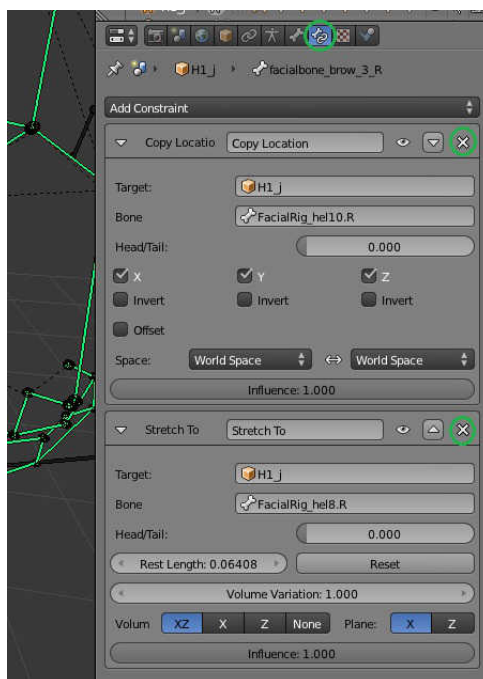 H1_j facialbone_brow_3_R
Add Constraint
Copy Locatio Copy Location
Target: H1_j
Bone FacialRig_hel10.R
Head/Tail: 0.000
X Y Z
Invert Invert Invert
Offset
Space: World Space World Space
Influence: 1.000
Stretch To Stretch To
Target: H1_j
Bone FacialRig_hel8.R
Head/Tail: 0.000
Rest Length: 0.06408 Reset
Volume Variation: 1.000
Volum XZ X Z None Plane: X Z
Influence: 1.000